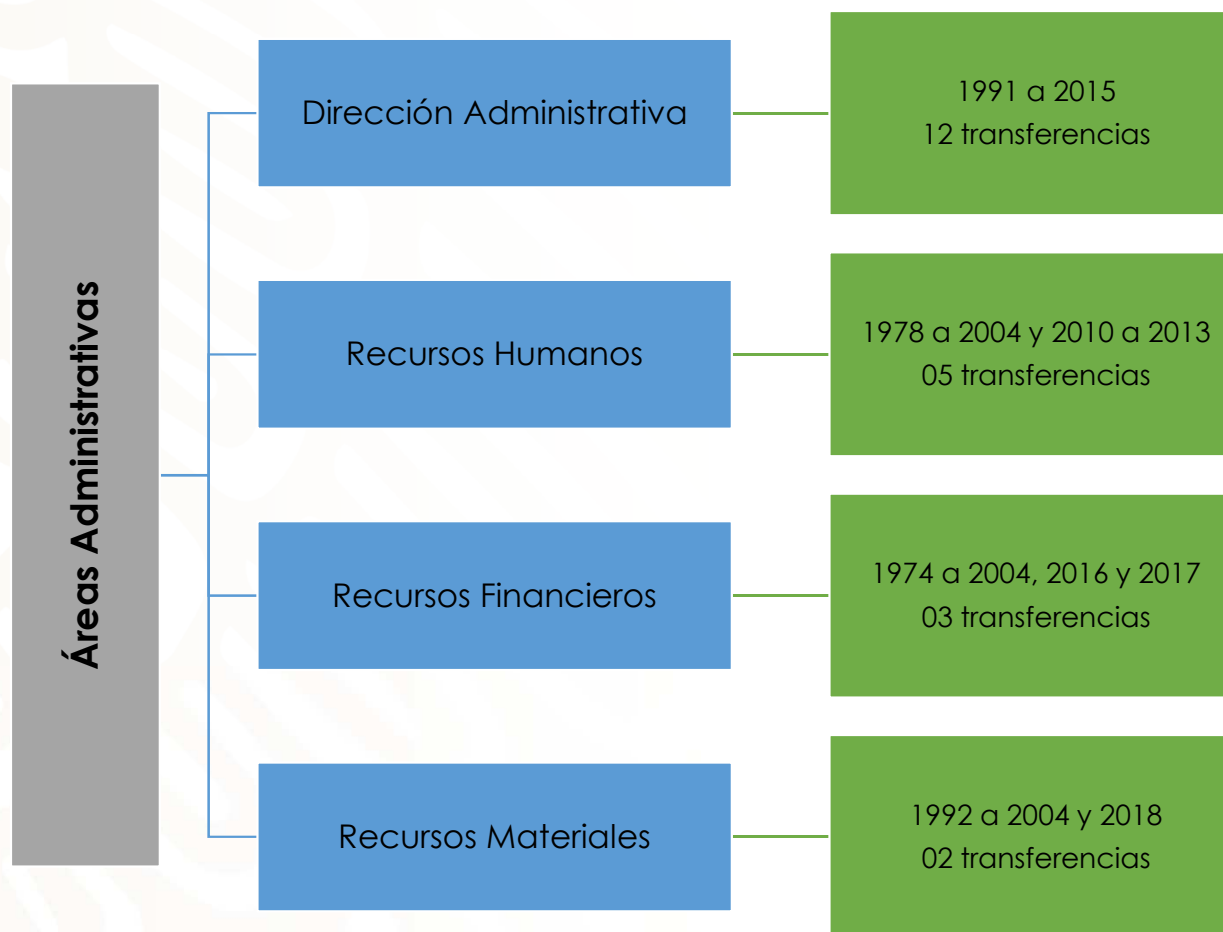 Áreas Administrativas
Dirección Administrativa
1991 a 2015
12 transferencias
Recursos Humanos
1978 a 2004 y 2010 a 2013
05 transferencias
Recursos Financieros
1974 a 2004, 2016 y 2017
03 transferencias
Recursos Materiales
1992 a 2004 y 2018
02 transferencias